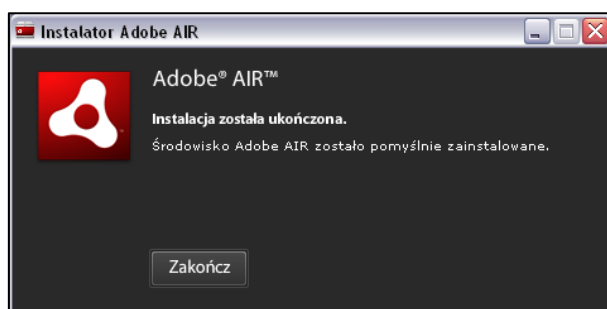 Instalator Adobe AIR
Adobe® AIR™
Instalacja została ukończona.
Środowisko Adobe AIR zostało pomyślnie zainstalowane.
Zakończ